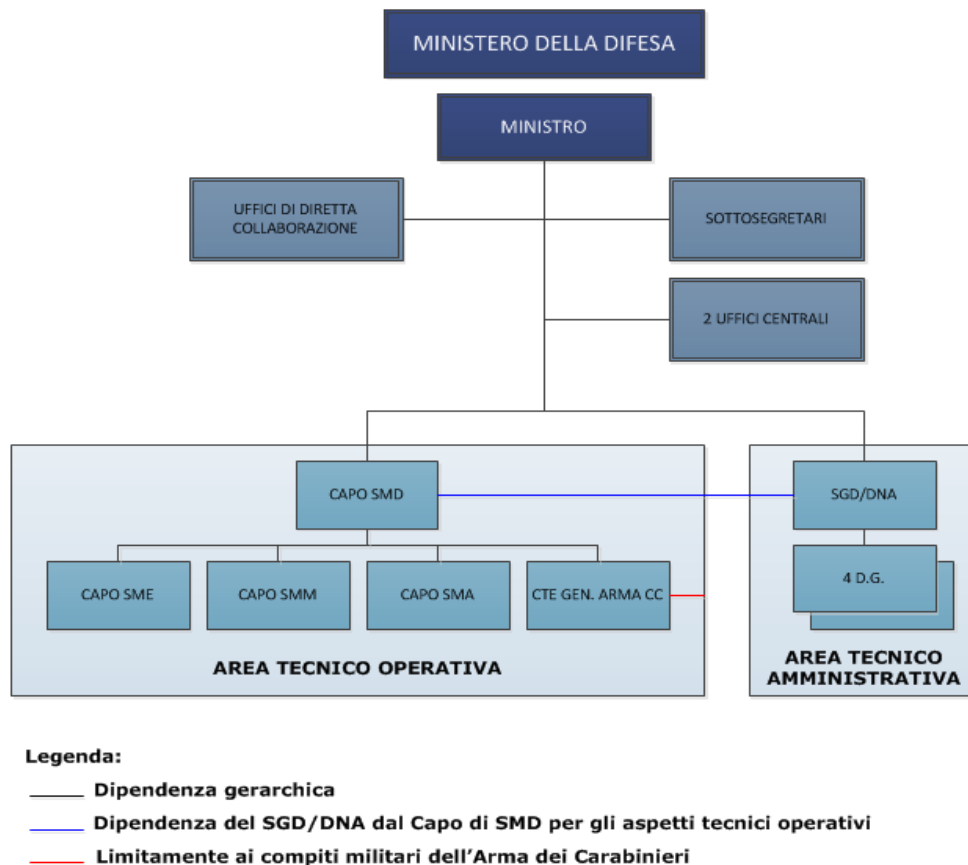 MINISTERO DELLA DIFESA
MINISTRO
UFFICI DI DIRETTA
COLLABORAZIONE
SOTTOSEGRETARI
2 UFFICI CENTRALI
CAPO SMD
SGD/DNA
CAPO SME
CAPO SMM
CAPO SMA
CTE GEN. ARMA CC
4 D.G.
AREA TECNICO OPERATIVA
AREA TECNICO
AMMINISTRATIVA
Legenda:
Dipendenza gerarchica
Dipendenza del SGD/DNA dal Capo di SMD per gli aspetti tecnici operativi
Limitamente ai compiti militari dell'Arma dei Carabinieri